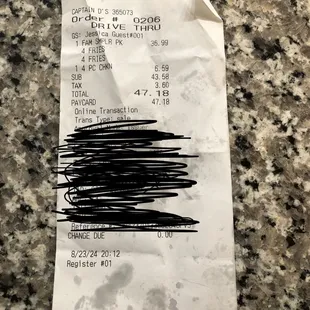 CAPTAIN D'S 365073
Order # 0206
DRIVE THRU
GS: Jessica Guest#001
1 FAM SMPLR PK 36.99
4 FRIES
4 FRIES
1 4 PC CHKN 6.59
SUB 43.58
TAX 3.60
TOTAL 47.18
PAYCARD 47.18
Online Transaction
Trans Type: sale
Reference
CHANGE DUE 0.00
8/23/24 20:12
Register #01